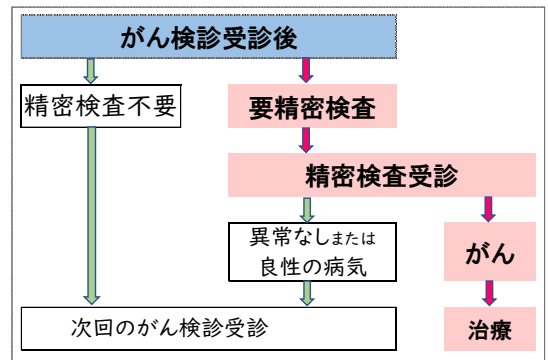 がん検診受診後
精密検査不要
要精密検査
精密検査受診
異常なしまたは
良性の病気
がん
次回のがん検診受診
治療